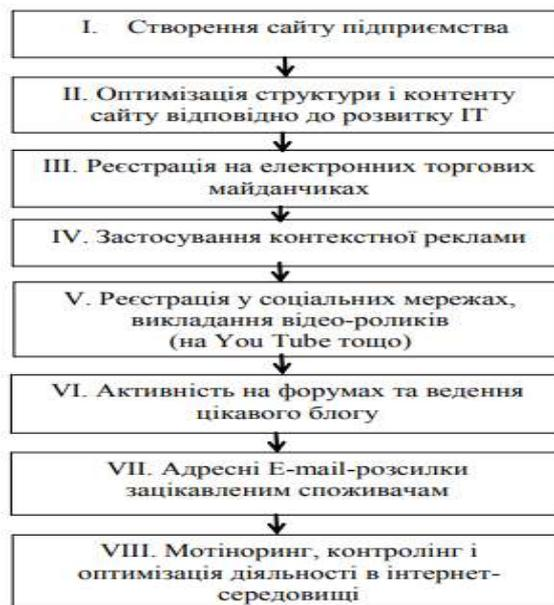 I. Створення сайту підприємства
II. Оптимізація структури і контенту
сайту відповідно до розвитку ІТ
III. Реєстрація на електронних торгових
майданчиках
IV. Застосування контекстної реклами
V. Реєстрація у соціальних мережах,
викладання відео-роликів
(на You Tube тощо)
VI. Активність на форумах та ведення
цікавого блогу
VII. Адресні E-mail-розсилки
зацікавленим споживачам
VIII. Мотіноринг, контролінг і
оптимізація діяльності в інтернет-
середовищі